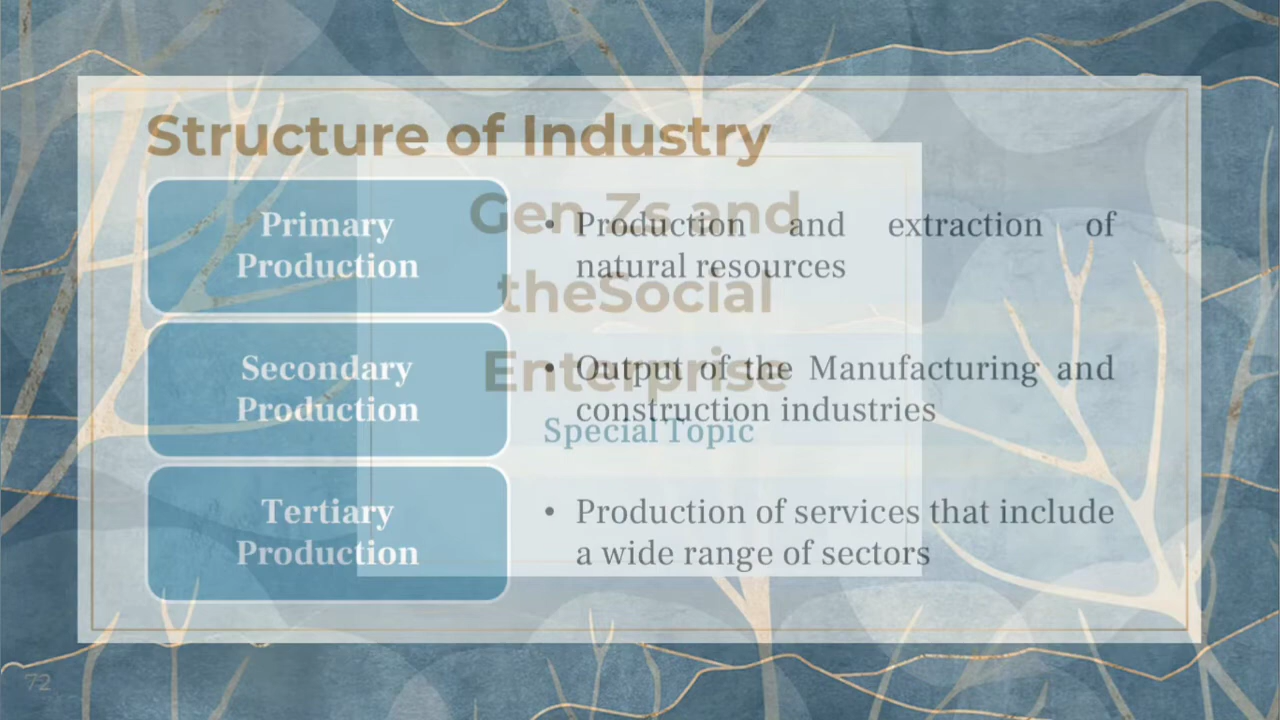 Structure of Industry
Primary
Production
• Production and extraction of
natural resources
Secondary
Production
• Output of the Manufacturing and
construction industries
Tertiary
Production
• Production of services that include
a wide range of sectors
Gen Zs and
theSocial
Enterprise
Special Topic
72